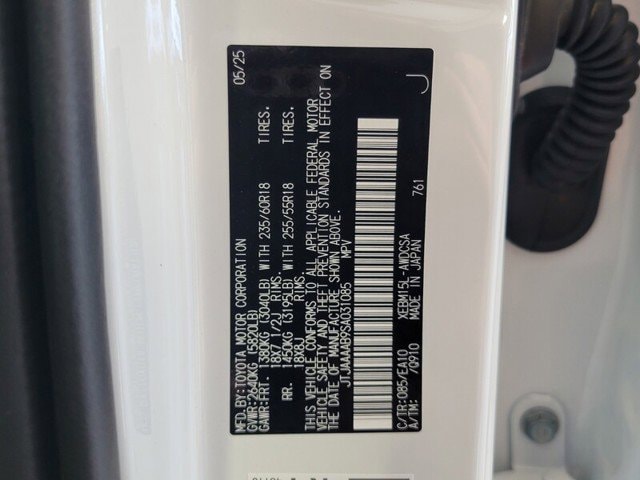 MFD.BY:TOYOTA MOTOR CORPORATION 05/25
GVWR:2640KG (5820LB)
GAWR:FRT. 1380KG (3040LB) WITH 235/60R18 TIRES.
18X7 1/2J RIMS.
RR. 1450KG (3195LB) WITH 255/55R18 TIRES.
18X8J RIMS.
THIS VEHICLE CONFORMS TO ALL APPLICABLE FEDERAL MOTOR
VEHICLE SAFETY AND THEFT PREVENTION STANDARDS IN EFFECT ON
THE DATE OF MANUFACTURE SHOWN ABOVE.
JTJAAAAB9SA031085 MPV
C/TR:085/EA10 XEBM15L-AWDCSA 761 J
A/TM: /0910 MADE IN JAPAN